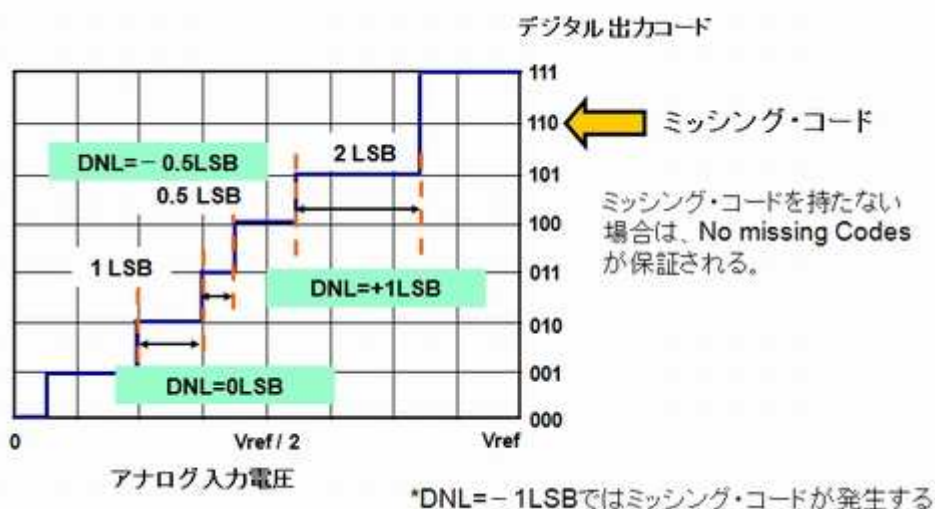 デジタル出力コード
111
110
ミッシング・コード
DNL=－0.5LSB
2 LSB
101
0.5 LSB
100
ミッシング・コードを持たない
場合は、No missing Codes
が保証される。
1 LSB
011
DNL=+1LSB
010
DNL=0LSB
001
000
0
Vref / 2
Vref
アナログ入力電圧
*DNL=－1LSBではミッシング・コードが発生する